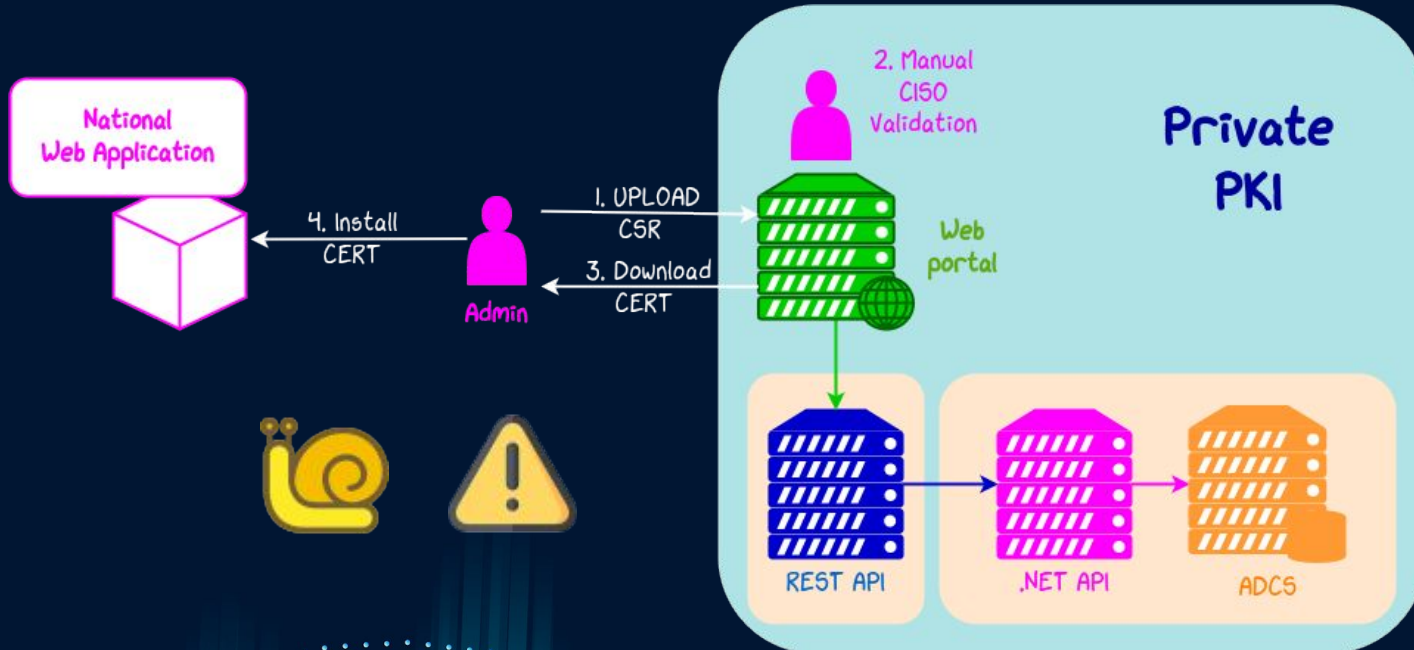 National
Web Application
4. Install
CERT
Admin
1. UPLOAD
CSR
3. Download
CERT
2. Manual
CISO
Validation
Web
portal
Private
PKI
REST API
.NET API
ADCS